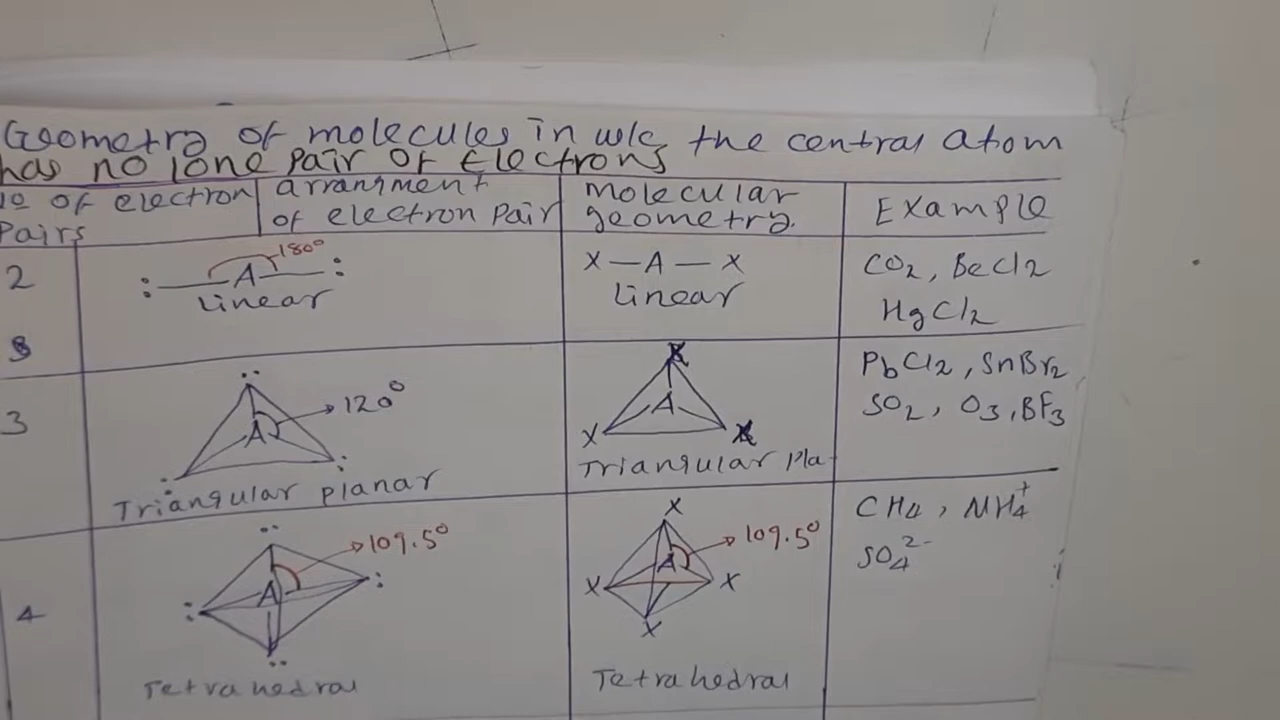 Geometry of molecules in w/c the central atom
has no lone pair of Electrons
no of electron Pairs
arrangment of electron pair
molecular geometry.
Example
2
: A :
180°
Linear
X — A — X
Linear
CO2, BeCl2
HgCl2
3
A
120°
Triangular planar
X
A
X X
Triangular pla
PbCl2, SnBr2
SO2, O3, BF3
4
A
109.5°
Tetrahedral
X
A
109.5°
X X
X
Tetrahedral
CH4, NH4+
SO4 2-